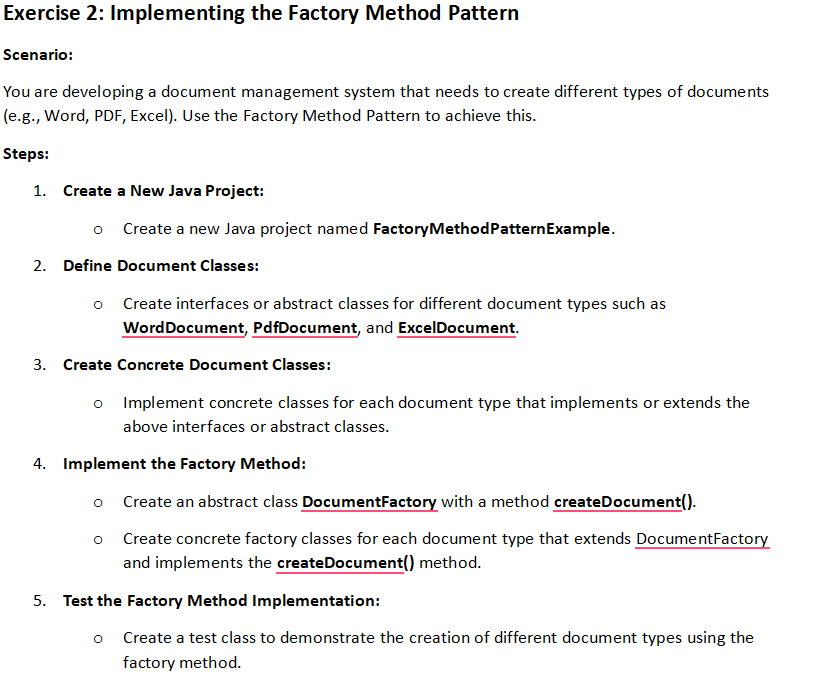 Exercise 2: Implementing the Factory Method Pattern
Scenario:
You are developing a document management system that needs to create different types of documents
(e.g., Word, PDF, Excel). Use the Factory Method Pattern to achieve this.
Steps:
1. Create a New Java Project:
o Create a new Java project named FactoryMethodPatternExample.
2. Define Document Classes:
o Create interfaces or abstract classes for different document types such as
WordDocument, PdfDocument, and ExcelDocument.
3. Create Concrete Document Classes:
o Implement concrete classes for each document type that implements or extends the
above interfaces or abstract classes.
4. Implement the Factory Method:
o Create an abstract class DocumentFactory with a method createDocument().
o Create concrete factory classes for each document type that extends DocumentFactory
and implements the createDocument() method.
5. Test the Factory Method Implementation:
o Create a test class to demonstrate the creation of different document types using the
factory method.